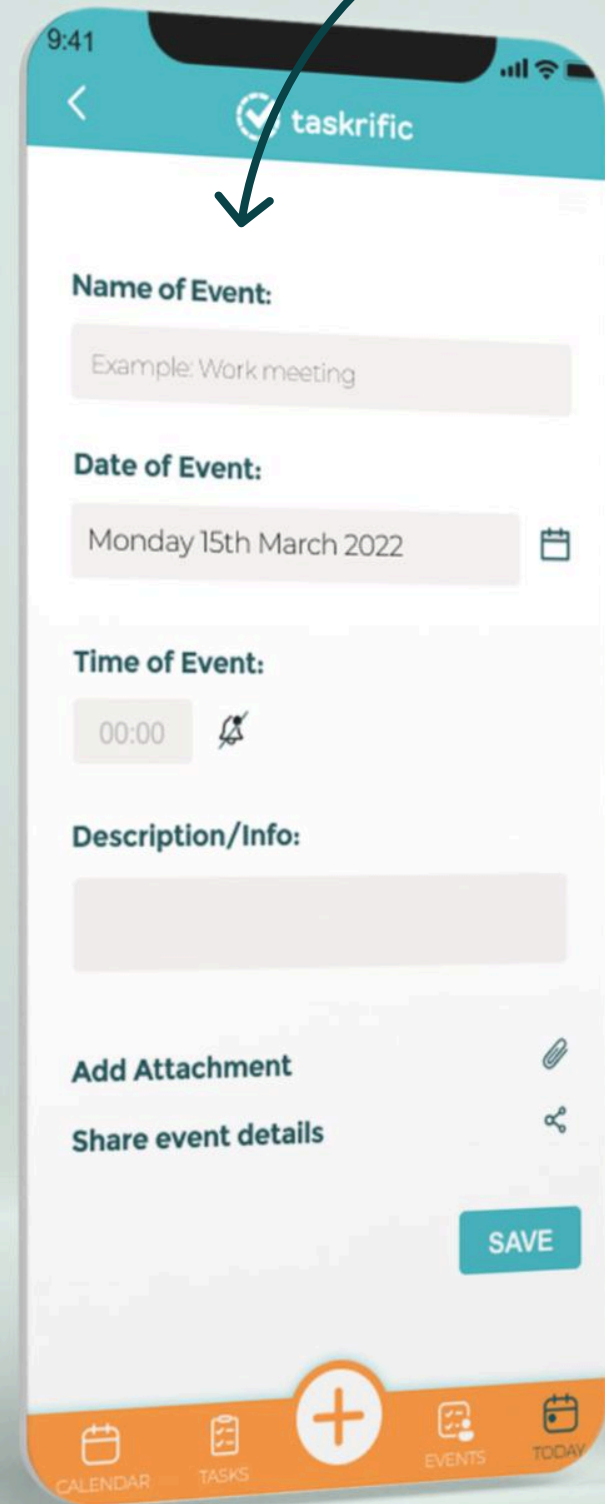 9:41
taskrific
Name of Event:
Example: Work meeting
Date of Event:
Monday 15th March 2022
Time of Event:
00:00
Description/Info:
Add Attachment
Share event details
SAVE
CALENDAR TASKS EVENTS TODAY